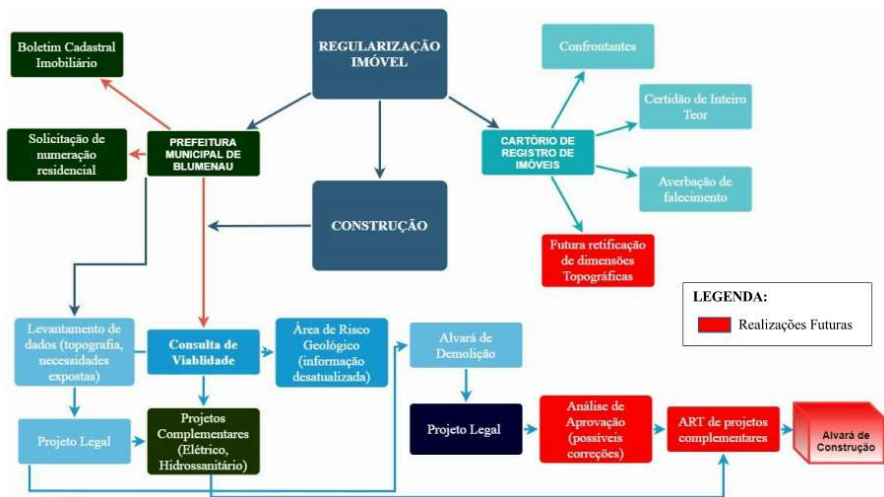 Boletim Cadastral
Imobiliário
REGULARIZAÇÃO
IMÓVEL
Confrontantes
Certidão de Inteiro
Teor
Solicitação de
numeração
residencial
PREFEITURA
MUNICIPAL DE
BLUMENAU
CARTÓRIO DE
REGISTRO DE
IMÓVEIS
Averbação de
falecimento
CONSTRUÇÃO
Futura retificação
de dimensões
Topográficas
LEGENDA:
Realizações Futuras
Levantamento de
dados (topografia,
necessidades
expostas)
Consulta de
Viablidade
Área de Risco
Geológico
(informação
desatualizada)
Alvará de
Demolição
Projeto Legal
Projetos
Complementares
(Elétrico,
Hidrossanitário)
Projeto Legal
Análise de
Aprovação
(possíveis
correções)
ART de projetos
complementares
Alvará de
Construção